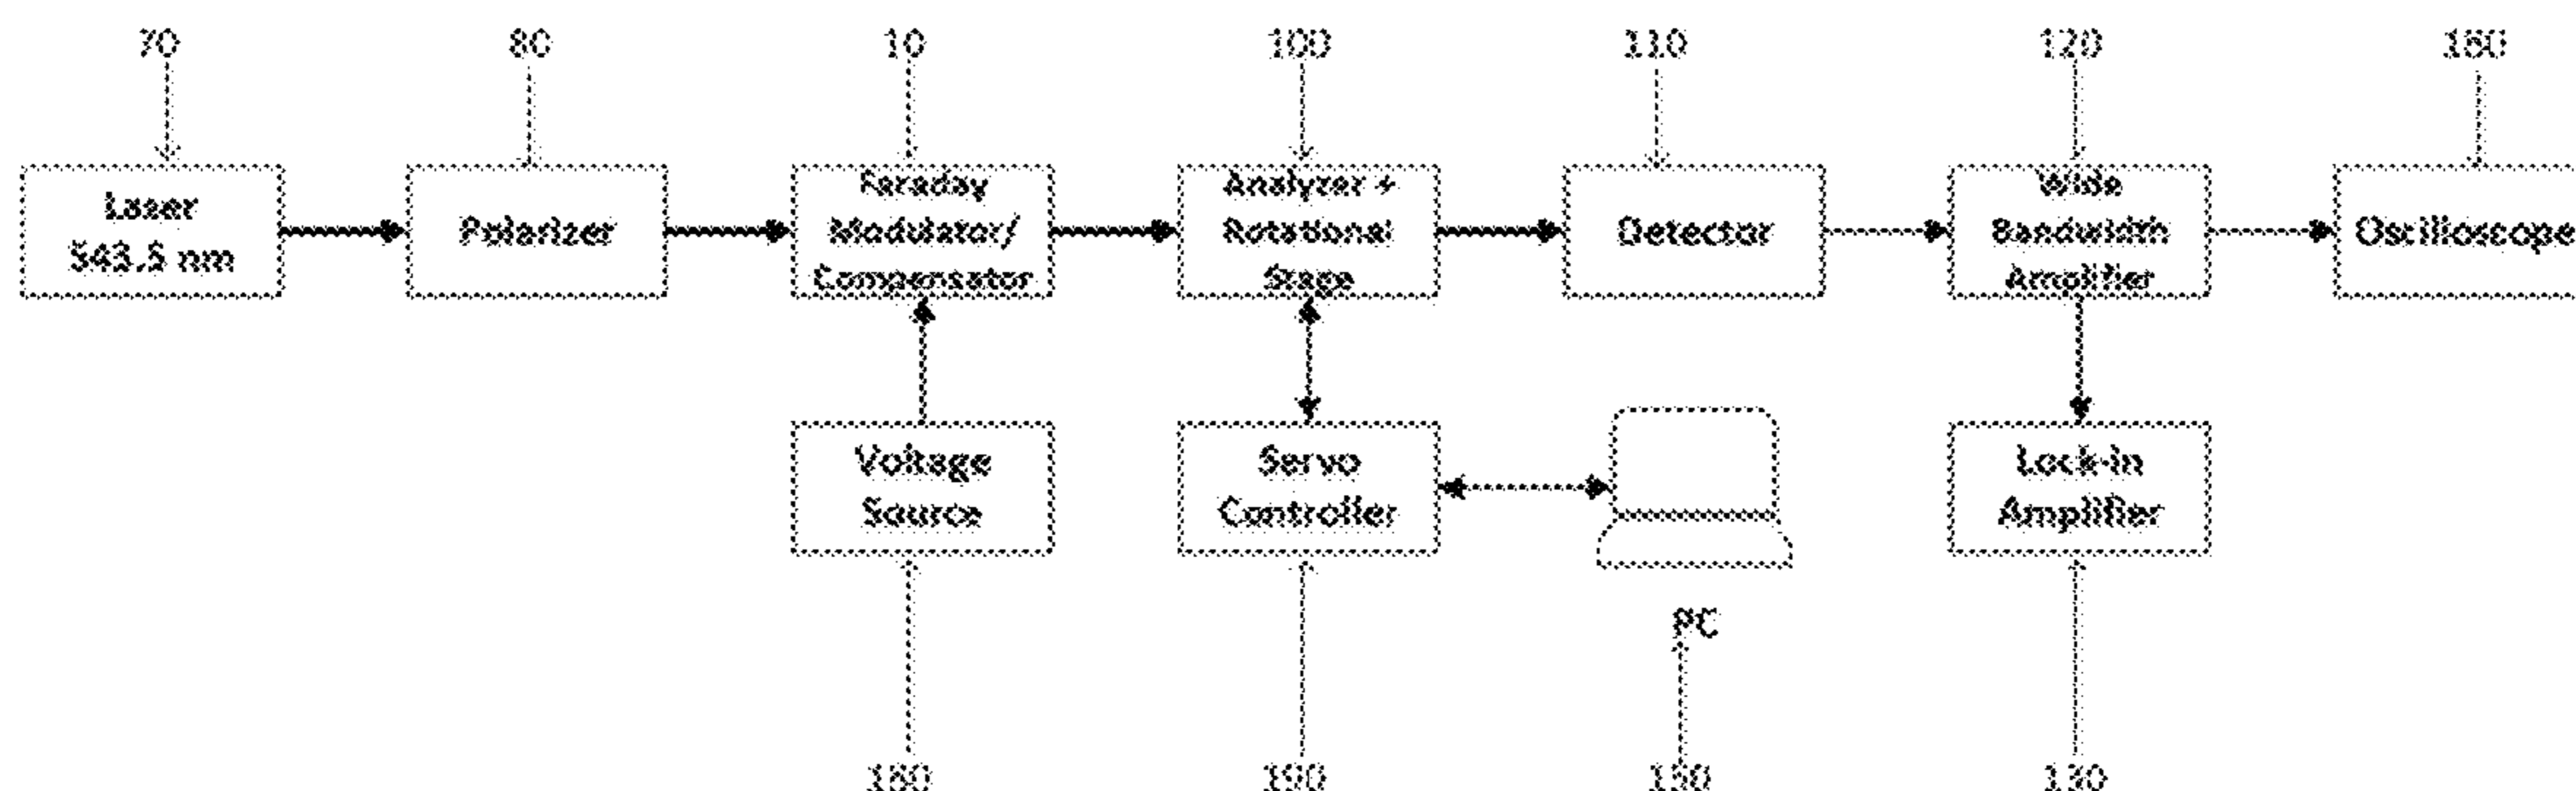 70
80
10
100
110
120
160
Laser
543.5 nm
Polarizer
Faraday
Modulator/
Compensator
Analyzer +
Rotational
Stage
Detector
Wide
Bandwidth
Amplifier
Oscilloscope
Voltage
Source
Servo
Controller
PC
Lock-in
Amplifier
180
190
150
130